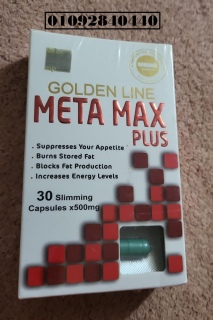 01092840440
GOLDEN LINE
META MAX
PLUS
. Suppresses Your Appetite
. Burns Stored Fat
. Blocks Fat Production
. Increases Energy Levels
30 Slimming
Capsules x500mg